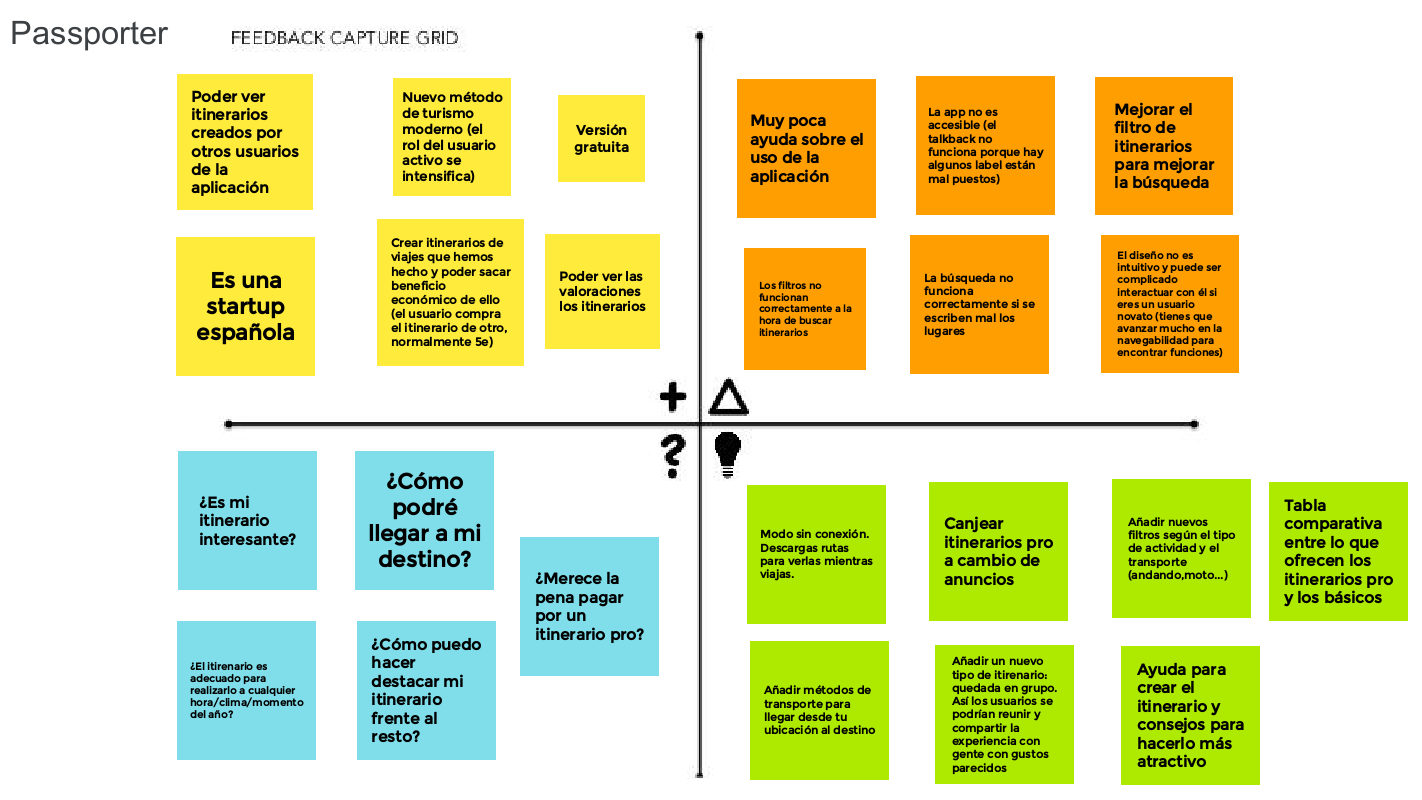 Passporter
FEEDBACK CAPTURE GRID
Poder ver
itinerarios
creados por
otros usuarios
de la
aplicación
Nuevo método
de turismo
moderno (el
rol del usuario
activo se
intensifica)
Versión
gratuita
Es una
startup
española
Crear itinerarios de
viajes que hemos
hecho y poder sacar
beneficio
económico de ello
(el usuario compra
el itinerario de otro,
normalmente 5e)
Poder ver las
valoraciones
los itinerarios
Muy poca
ayuda sobre el
uso de la
aplicación
La app no es
accesible (el
talkback no
funciona porque hay
algunos label están
mal puestos)
Mejorar el
filtro de
itinerarios
para mejorar
la búsqueda
Los filtros no
funcionan
correctamente a la
hora de buscar
itinerarios
La búsqueda no
funciona
correctamente si se
escriben mal los
lugares
El diseño no es
intuitivo y puede ser
complicado
interactuar con él si
eres un usuario
novato (tienes que
avanzar mucho en la
navegabilidad para
encontrar funciones)
+
?
¿Es mi
itinerario
interesante?
¿Cómo
podré
llegar a mi
destino?
¿Merece la
pena pagar
por un
itinerario pro?
¿El itirenario es
adecuado para
realizarlo a cualquier
hora/clima/momento
del año?
¿Cómo puedo
hacer
destacar mi
itinerario
frente al
resto?
Modo sin conexión.
Descargas rutas
para verlas mientras
viajas.
Canjear
itinerarios pro
a cambio de
anuncios
Añadir nuevos
filtros según el tipo
de actividad y el
transporte
(andando,moto...)
Tabla
comparativa
entre lo que
ofrecen los
itinerarios pro
y los básicos
Añadir métodos de
transporte para
llegar desde tu
ubicación al destino
Añadir un nuevo
tipo de itirenario:
quedada en grupo.
Así los usuarios se
podrían reunir y
compartir la
experiencia con
gente con gustos
parecidos
Ayuda para
crear el
itinerario y
consejos para
hacerlo más
atractivo